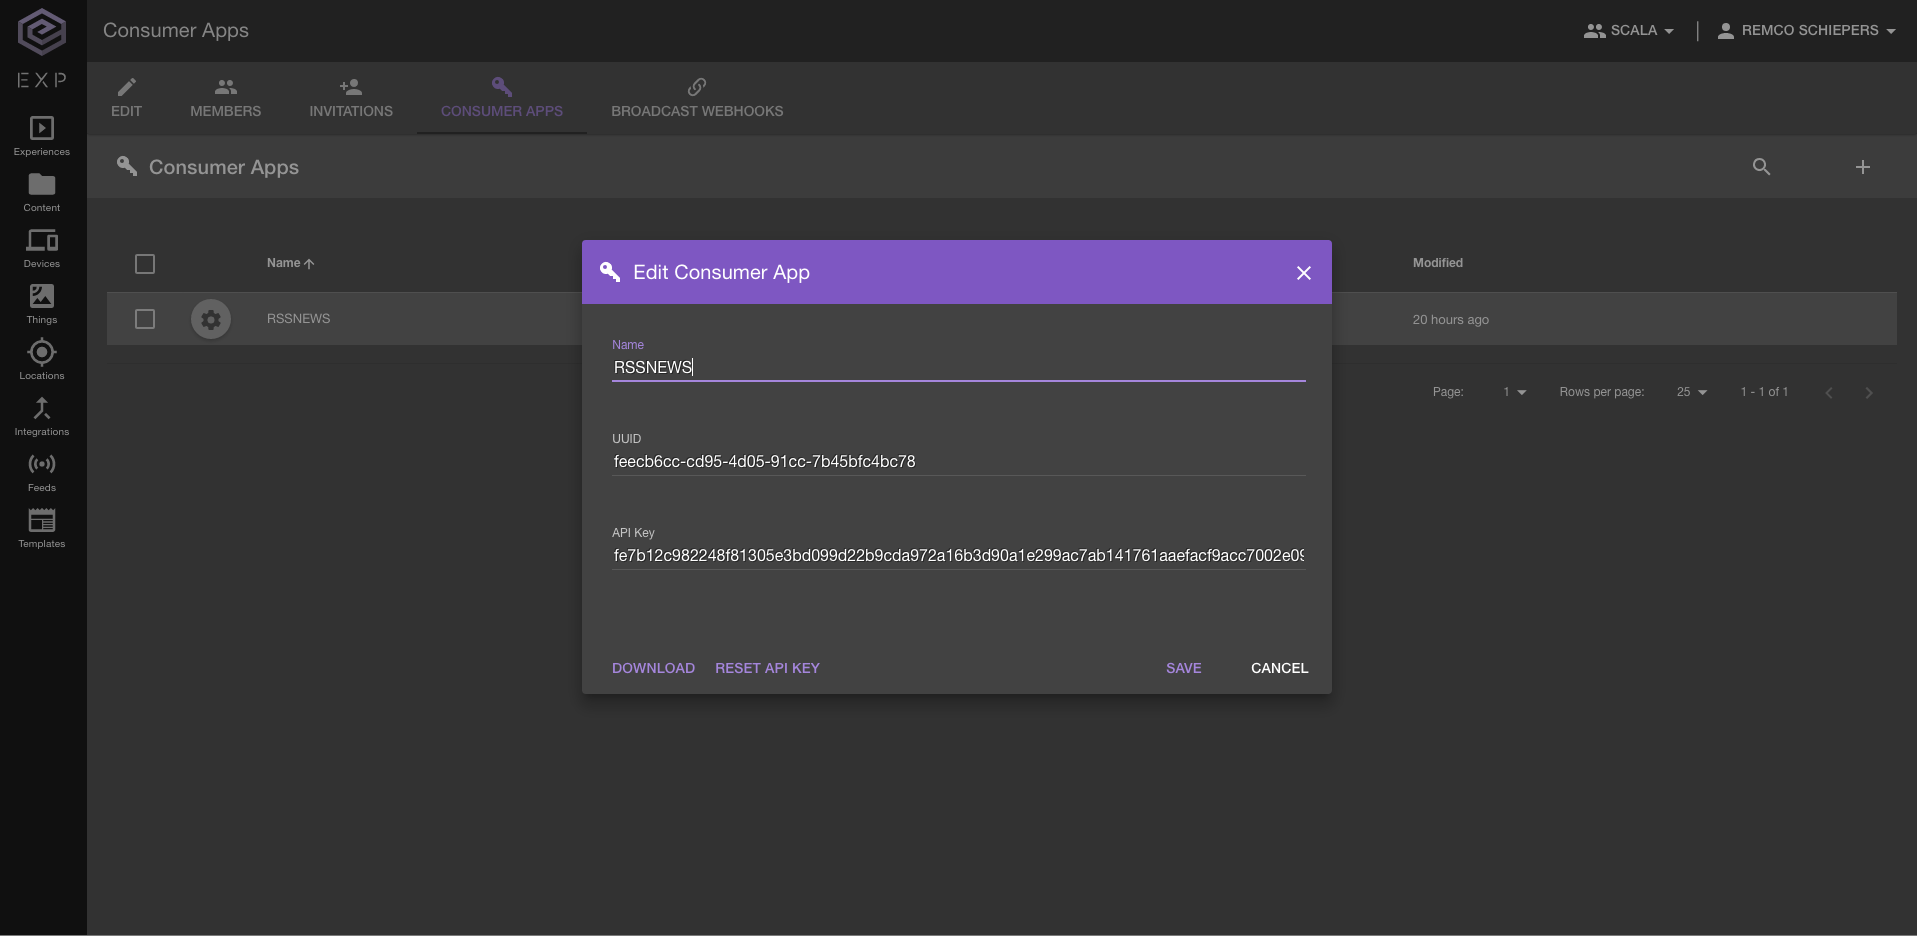 Consumer Apps
SCALA
REMCO SCHIEPERS
EXP
EDIT
MEMBERS
INVITATIONS
CONSUMER APPS
BROADCAST WEBHOOKS
Experiences
Content
Devices
Things
Locations
Integrations
Feeds
Templates
Consumer Apps
Name
Modified
RSSNEWS
20 hours ago
Page:
1
Rows per page:
25
1 - 1 of 1
Edit Consumer App
Name
RSSNEWS
UUID
feecb6cc-cd95-4d05-91cc-7b45bfc4bc78
API Key
fe7b12c982248f81305e3bd099d22b9cda972a16b3d90a1e299ac7ab141761aaefacf9acc7002e09
DOWNLOAD
RESET API KEY
SAVE
CANCEL